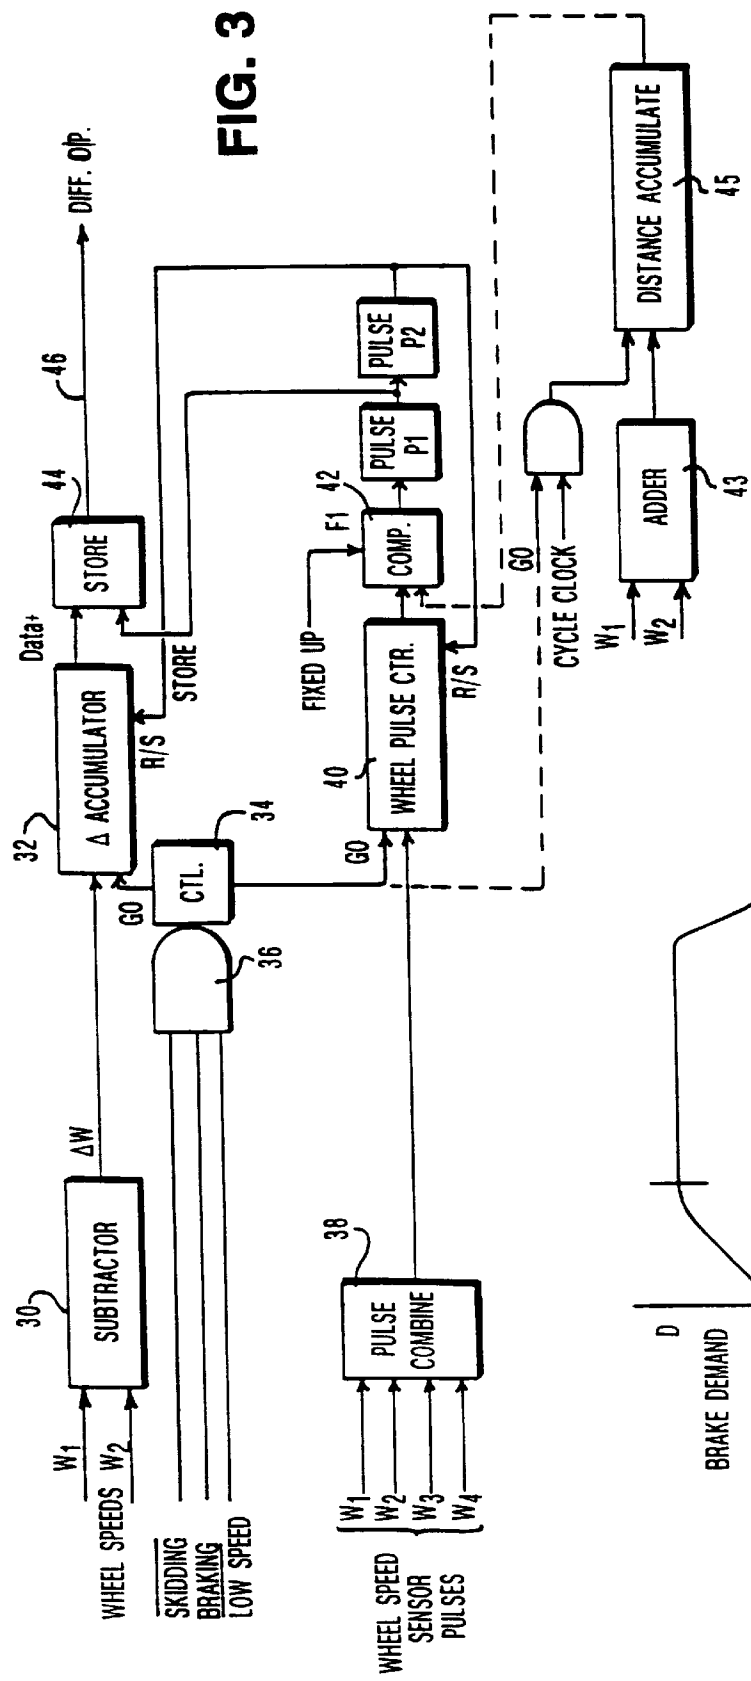 FIG. 3
W1
W2
WHEEL SPEEDS
30
SUBTRACTOR
ΔW
32
Δ ACCUMULATOR
Data+
44
STORE
46
DIFF. O/P.
R/S
STORE
GO
CTL.
34
36
SKIDDING
BRAKING
LOW SPEED
FIXED UP
F1
42
COMP.
PULSE P1
PULSE P2
GO
40
WHEEL PULSE CTR.
R/S
38
PULSE COMBINE
W1
W2
W3
W4
WHEEL SPEED
SENSOR
PULSES
GO
CYCLE CLOCK
W1
W2
ADDER
43
DISTANCE ACCUMULATE
45
D
BRAKE DEMAND